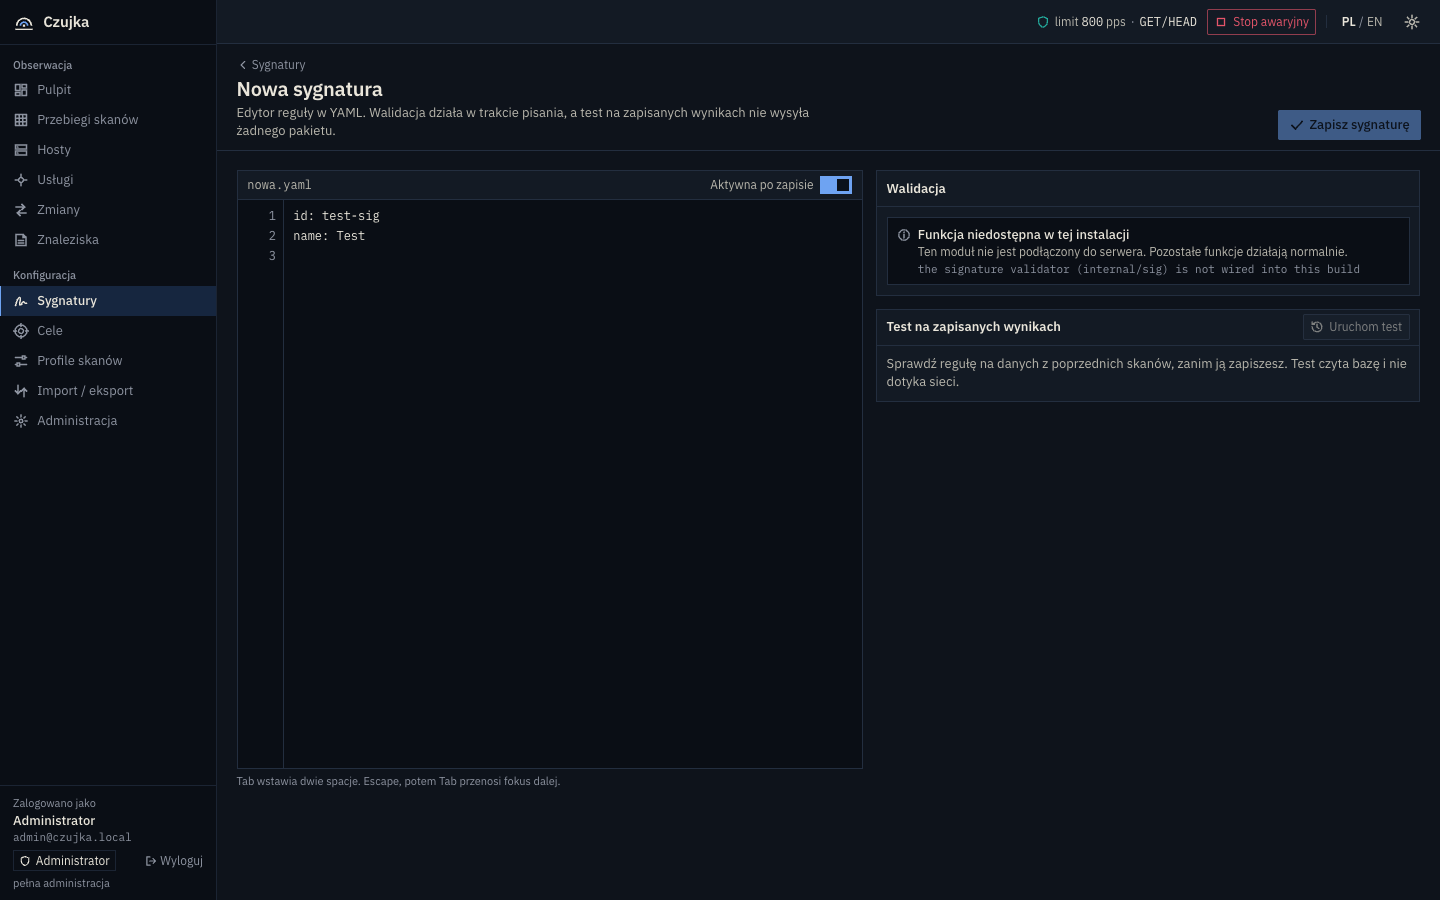 Czujka
limit 800 pps · GET/HEAD
Stop awaryjny
PL / EN
Obserwacja
Pulpit
Przebiegi skanów
Hosty
Usługi
Zmiany
Znaleziska
Konfiguracja
Sygnatury
Cele
Profile skanów
Import / eksport
Administracja
Zalogowano jako
Administrator
admin@czujka.local
Administrator
Wyloguj
pełna administracja
Sygnatury
Nowa sygnatura
Edytor reguły w YAML. Walidacja działa w trakcie pisania, a test na zapisanych wynikach nie wysyła
żadnego pakietu.
Zapisz sygnaturę
nowa.yaml
Aktywna po zapisie
1 id: test-sig
2 name: Test
3
Tab wstawia dwie spacje. Escape, potem Tab przenosi fokus dalej.
Walidacja
Funkcja niedostępna w tej instalacji
Ten moduł nie jest podłączony do serwera. Pozostałe funkcje działają normalnie.
the signature validator (internal/sig) is not wired into this build
Test na zapisanych wynikach
Uruchom test
Sprawdź regułę na danych z poprzednich skanów, zanim ją zapiszesz. Test czyta bazę i nie
dotyka sieci.